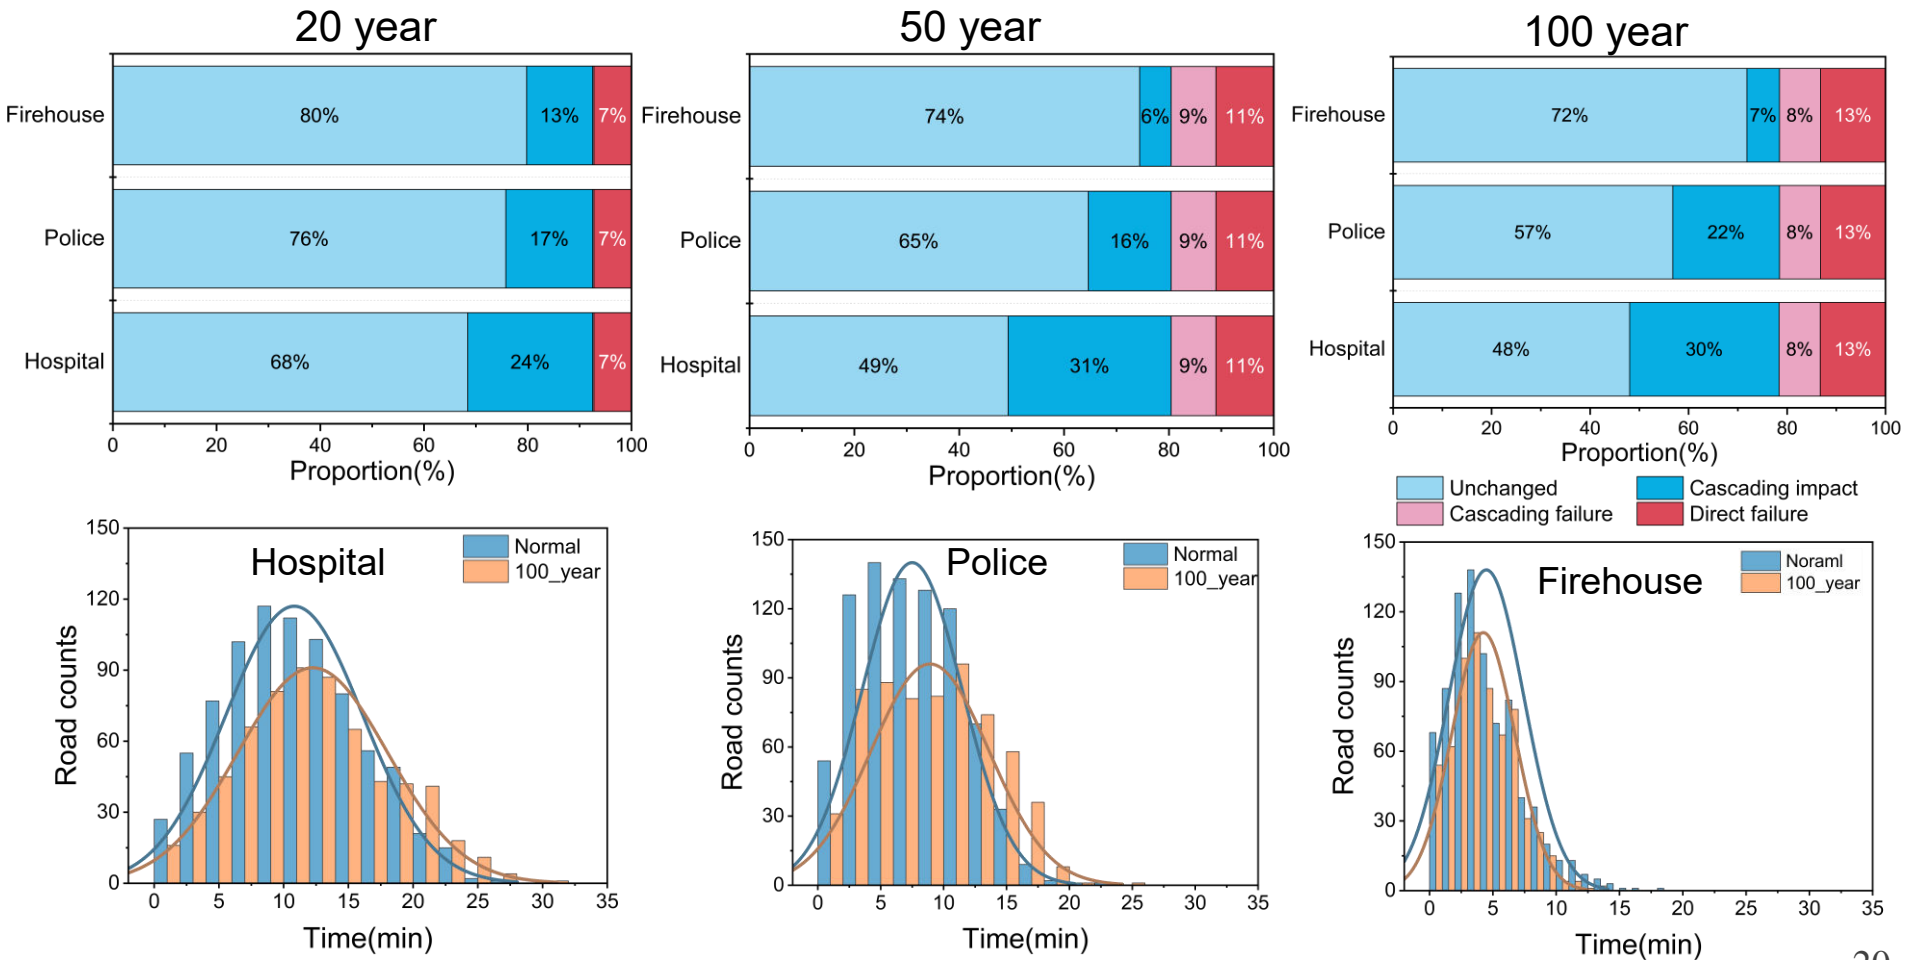 20 year
50 year
100 year
Firehouse
80%
13%
7%
Police
76%
17%
7%
Hospital
68%
24%
7%
0
20
40
60
80
100
Proportion(%)
Firehouse
74%
6%
9%
11%
Police
65%
16%
9%
11%
Hospital
49%
31%
9%
11%
0
20
40
60
80
100
Proportion(%)
Firehouse
72%
7%
8%
13%
Police
57%
22%
8%
13%
Hospital
48%
30%
8%
13%
0
20
40
60
80
100
Proportion(%)
Unchanged
Cascading impact
Cascading failure
Direct failure
Hospital
Normal
100_year
Road counts
150
120
90
60
30
0
0
5
10
15
20
25
30
35
Time(min)
Police
Normal
100_year
Road counts
150
120
90
60
30
0
0
5
10
15
20
25
30
35
Time(min)
Firehouse
Noraml
100_year
Road counts
150
120
90
60
30
0
0
5
10
15
20
25
30
35
Time(min)